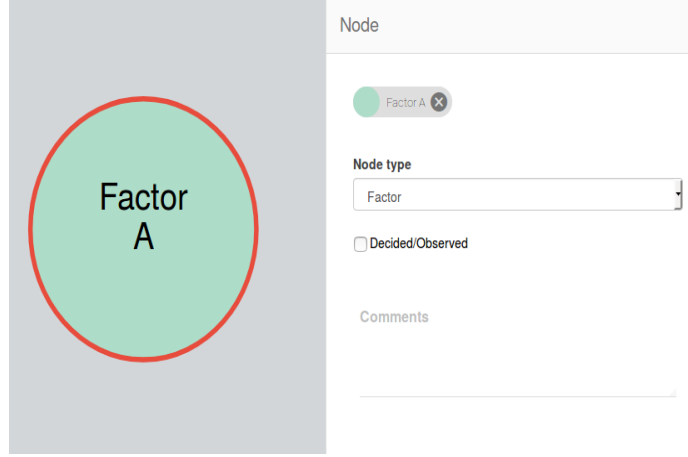 Factor
A
Node
Factor A
Node type
Factor
Decided/Observed
Comments